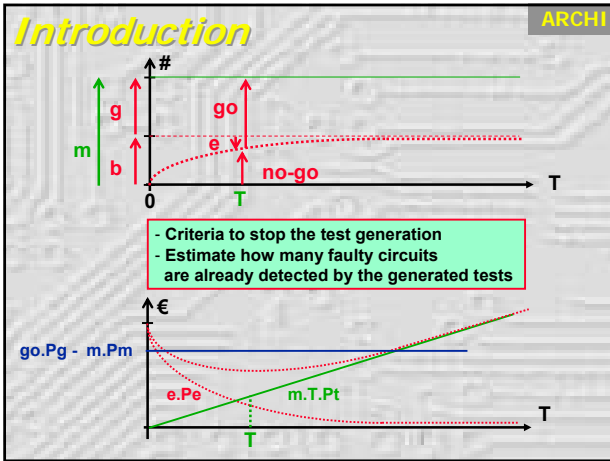 Introduction
ARCHI
#
g
go
m
e
b
no-go
T
T
0
- Criteria to stop the test generation
- Estimate how many faulty circuits
are already detected by the generated tests
€
go.Pg - m.Pm
e.Pe
m.T.Pt
T
T